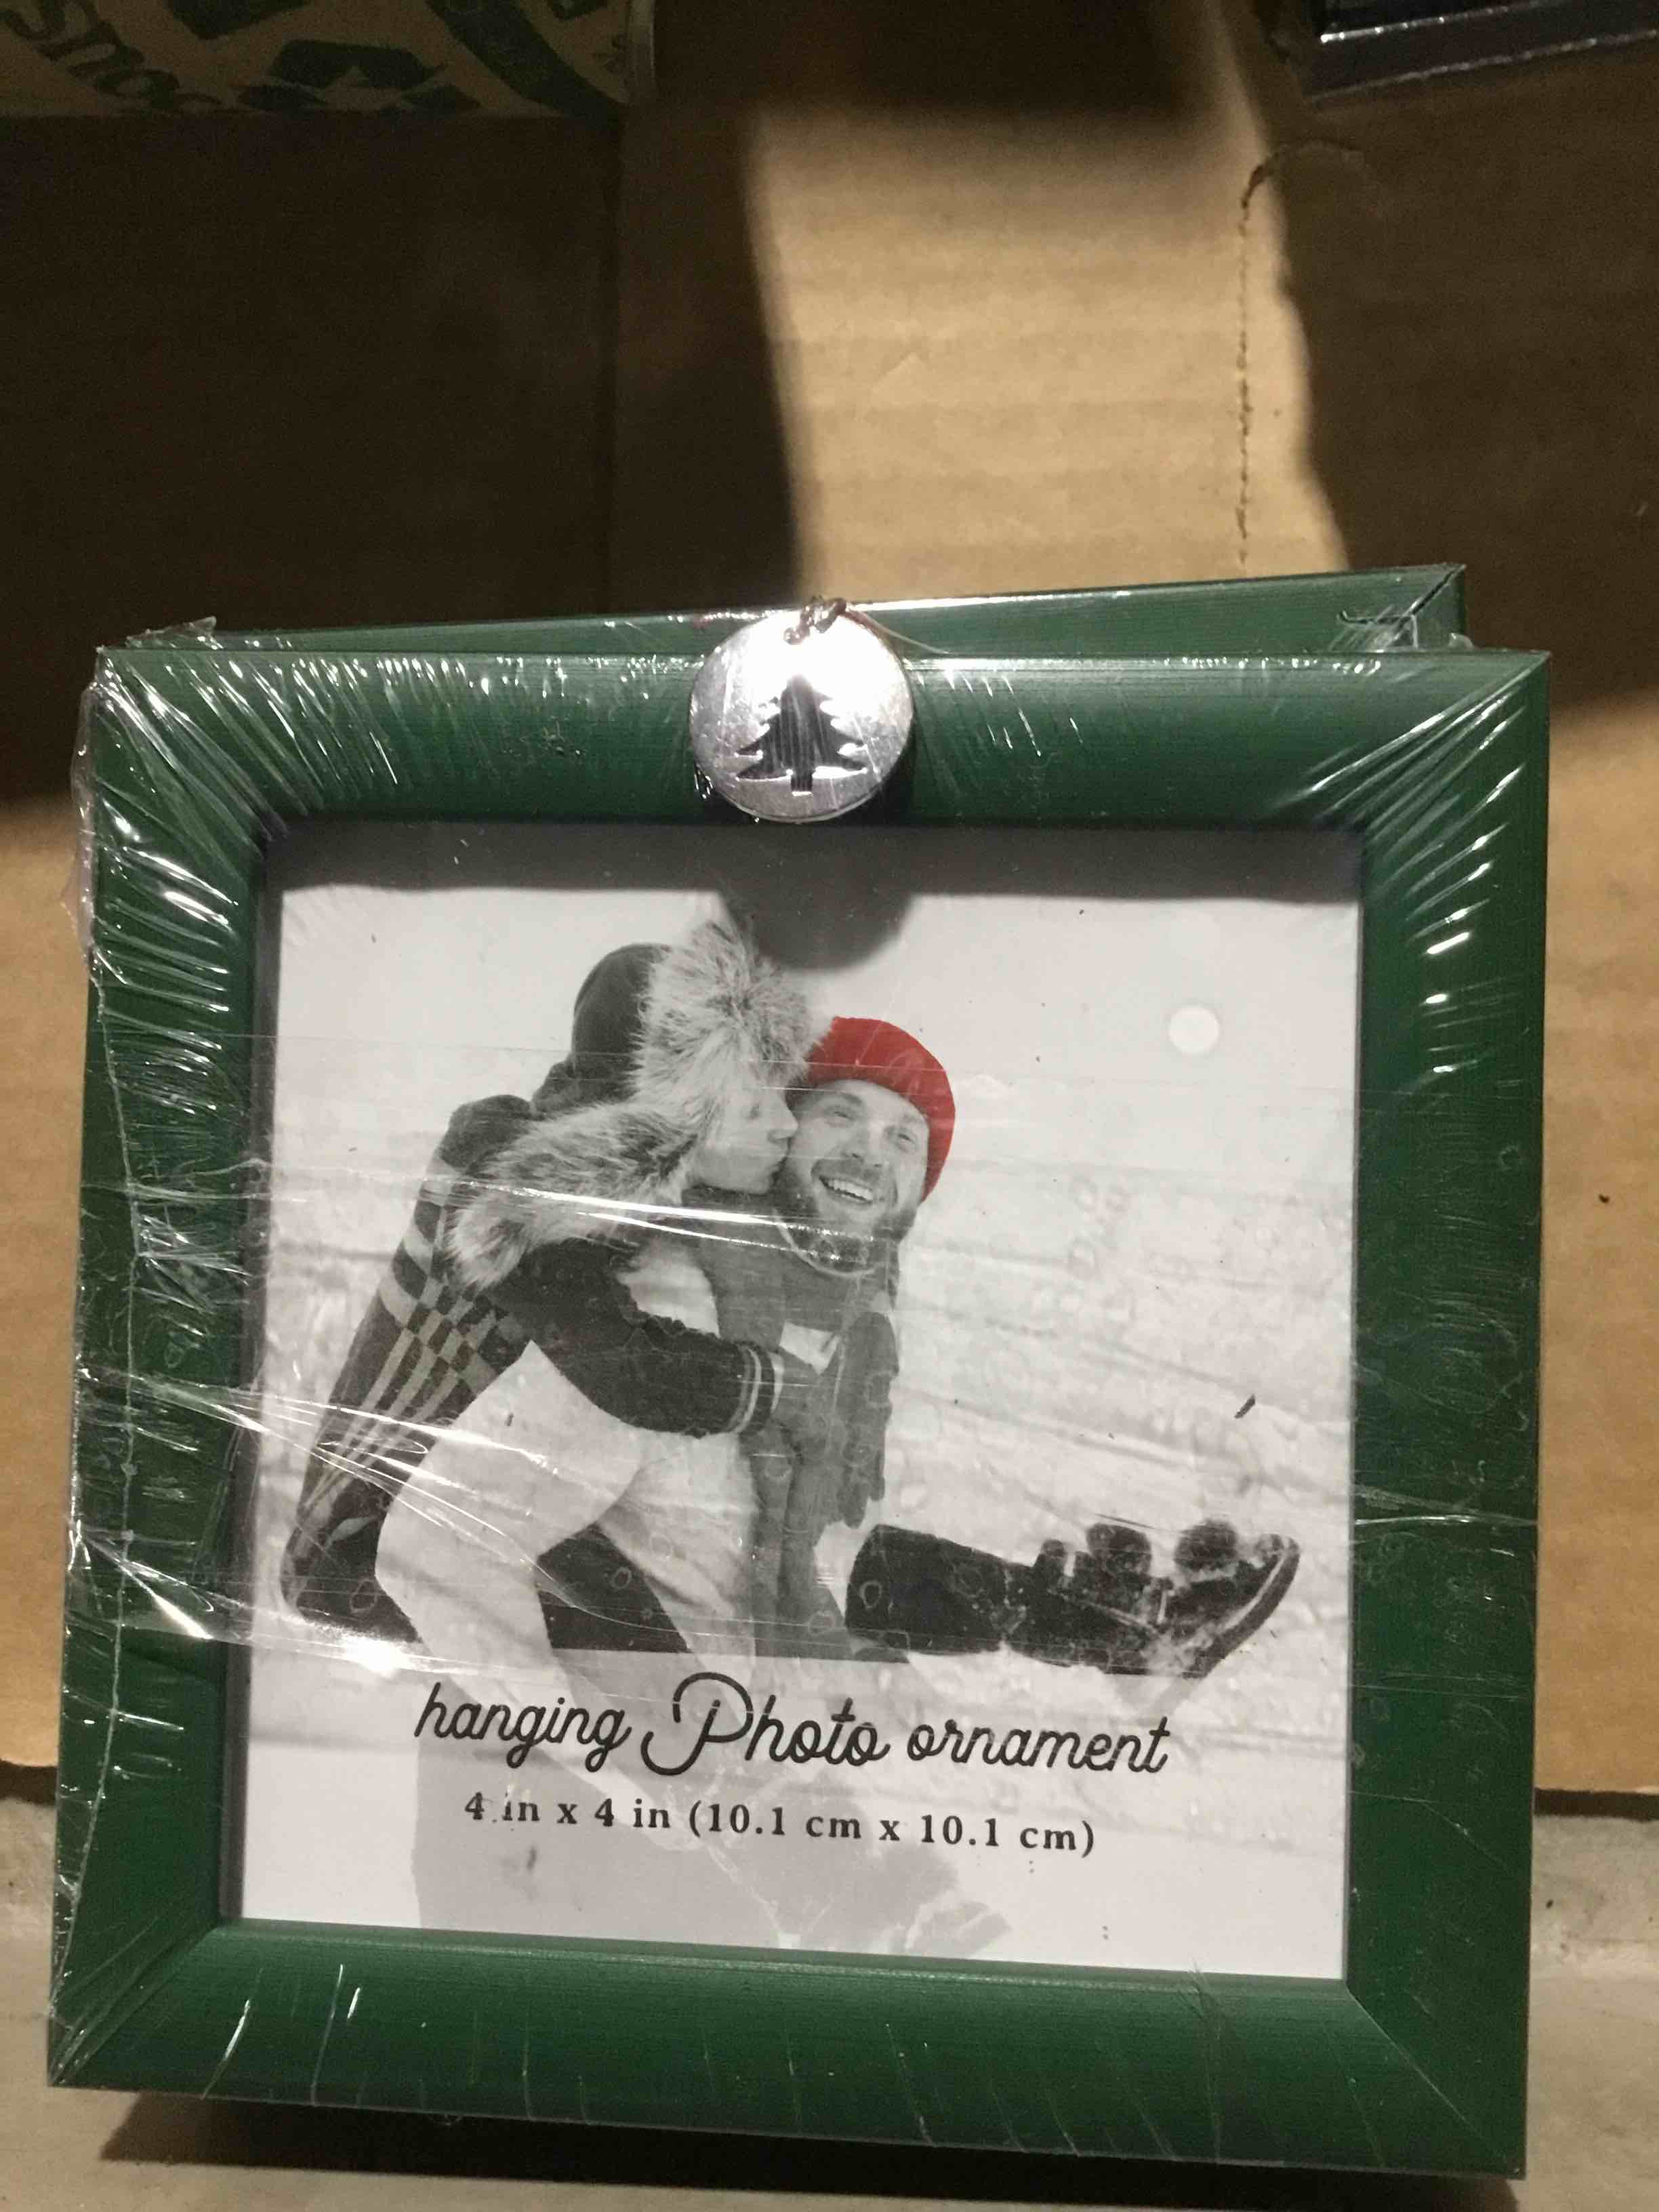 hanging Photo ornament
4 in x 4 in (10.1 cm x 10.1 cm)